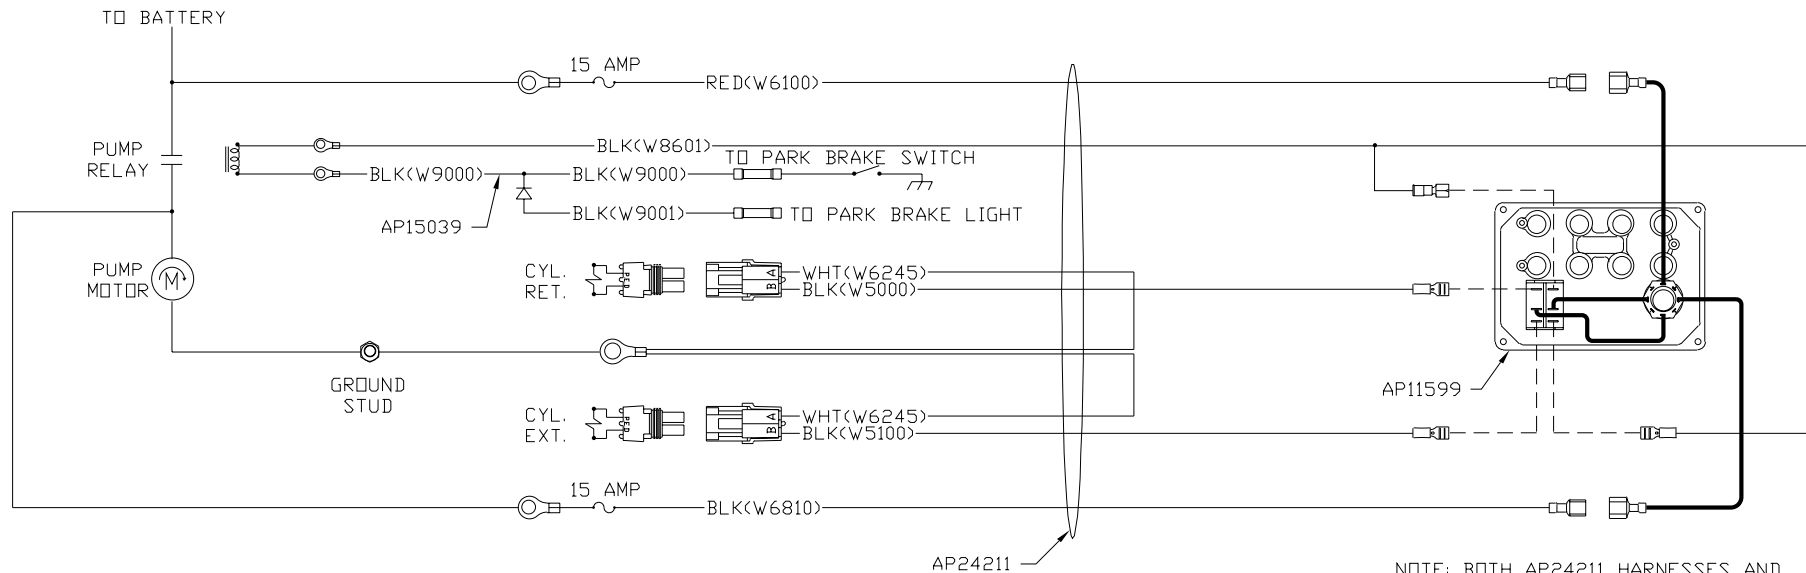 TO BATTERY
15 AMP
RED(W6100)
PUMP
RELAY
BLK(W8601)
TO PARK BRAKE SWITCH
BLK(W9000)
BLK(W9000)
BLK(W9001)
TO PARK BRAKE LIGHT
AP15039
PUMP
MOTOR
M
CYL.
RET.
A
B
WHT(W6245)
BLK(W5000)
GROUND
STUD
AP11599
CYL.
EXT.
A
B
WHT(W6245)
BLK(W5100)
15 AMP
BLK(W6810)
AP24211
NOTE: BOTH AP24211 HARNESSES AND